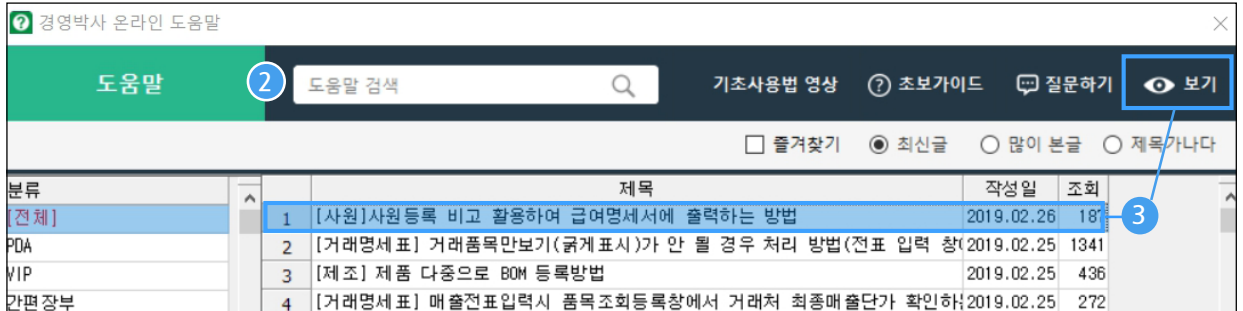 경영박사 온라인 도움말
도움말 2 도움말 검색 기초사용법 영상 ? 초보가이드 질문하기 보기
즐겨찾기 최신글 많이 본글 제목가나다
분류 제목 작성일 조회
[전체] 1 [사원]사원등록 비고 활용하여 급여명세서에 출력하는 방법 2019.02.26 187 3
PDA 2 [거래명세표] 거래품목만보기(굵게표시)가 안 될 경우 처리 방법(전표 입력 창 2019.02.25 1341
VIP 3 [제조] 제품 다중으로 BOM 등록방법 2019.02.25 436
간편장부 4 [거래명세표] 매출전표입력시 품목조회등록창에서 거래처 최종매출단가 확인하 2019.02.25 272